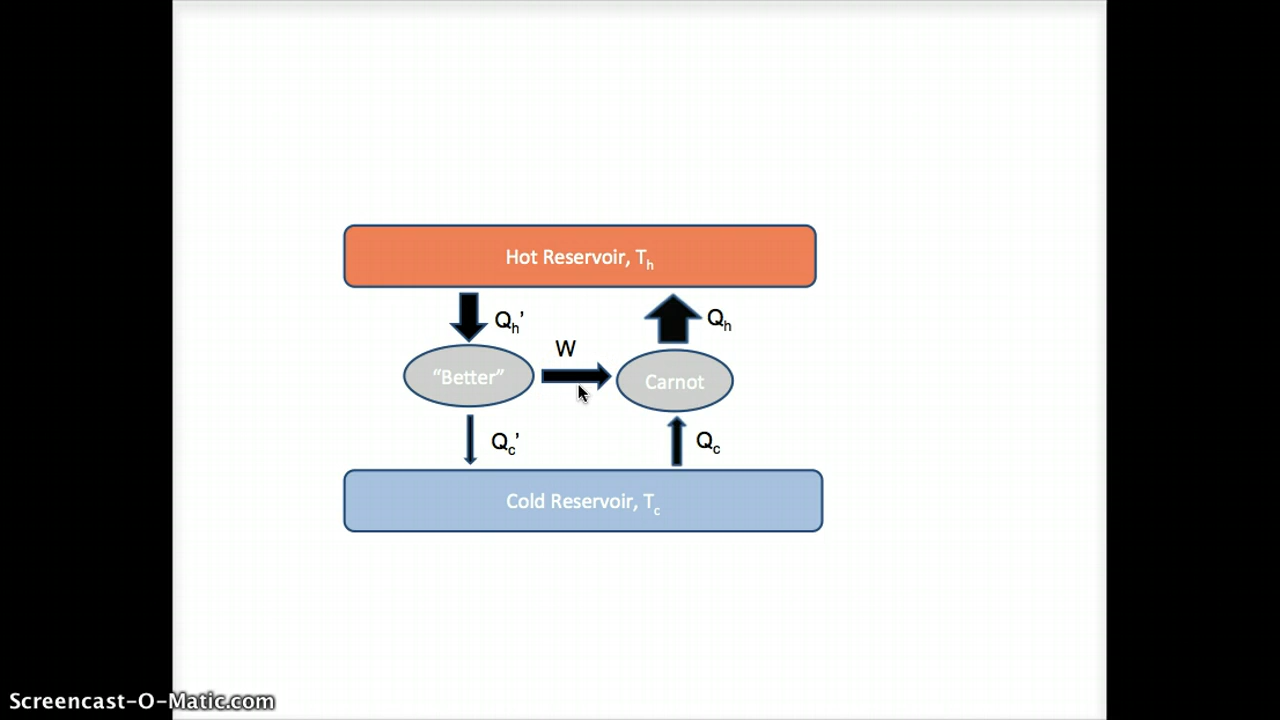 Hot Reservoir, Th
Qh’
Qh
W
“Better”
Carnot
Qc’
Qc
Cold Reservoir, Tc
Screencast-O-Matic.com